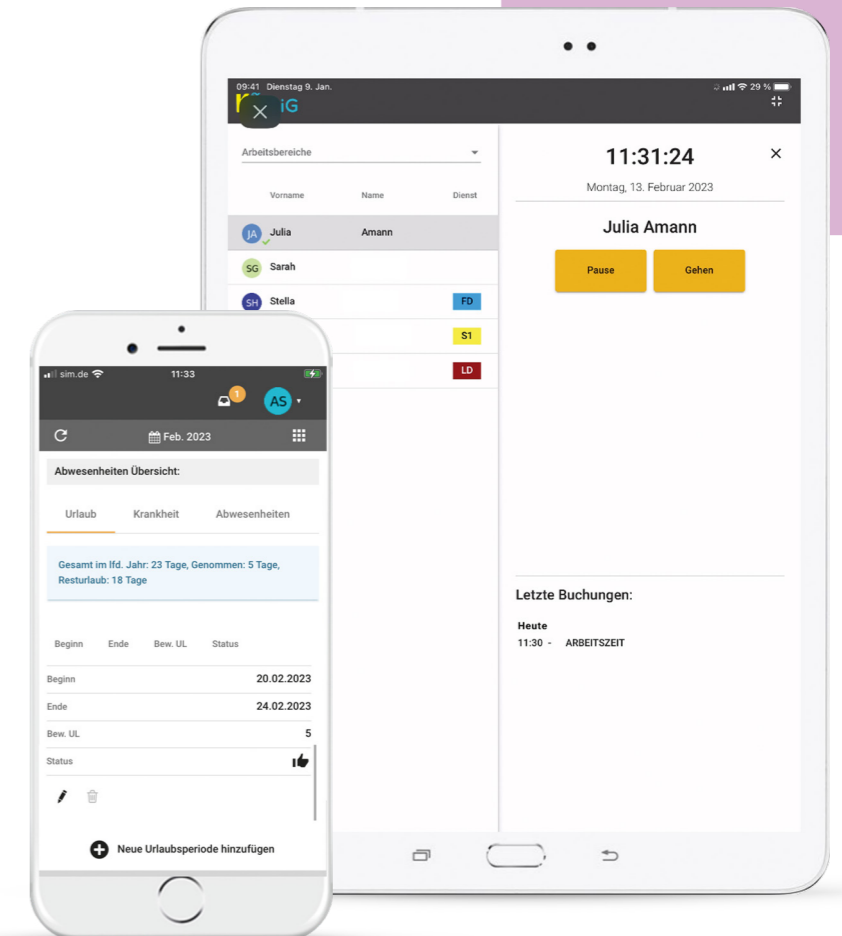 09:41 Dienstag 9. Jan.
29 %
iG
Arbeitsbereiche
Vorname Name Dienst
JA Julia Amann
SG Sarah
SH Stella FD
S1
LD
11:31:24
Montag, 13. Februar 2023
Julia Amann
Pause Gehen
Letzte Buchungen:
Heute
11:30 - ARBEITSZEIT
sim.de 11:33
1
AS
Feb. 2023
Abwesenheiten Übersicht:
Urlaub Krankheit Abwesenheiten
Gesamt im lfd. Jahr: 23 Tage, Genommen: 5 Tage,
Resturlaub: 18 Tage
Beginn Ende Bew. UL Status
Beginn 20.02.2023
Ende 24.02.2023
Bew. UL 5
Status
Neue Urlaubsperiode hinzufügen